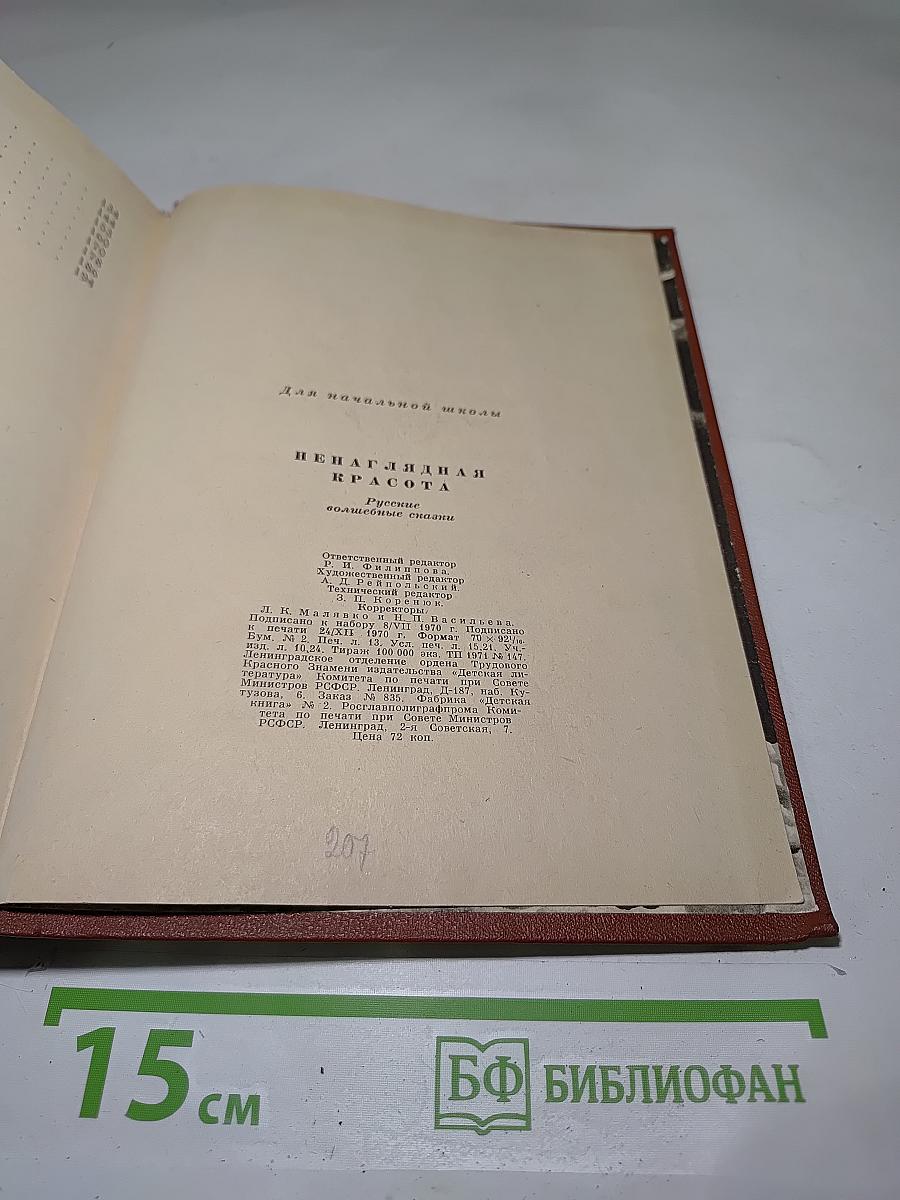 Для начальной школы
НЕНАГЛЯДНАЯ
КРАСОТА
Русские
волшебные сказки
Ответственный редактор
Р. И. Филиппова.
Художественный редактор
А. Д. Рейпольский.
Технический редактор
З. П. Коренюк.
Корректоры:
Л. К. Малявко и Н. П. Васильева.
Подписано к набору 8/VII 1970 г. Подписано
к печати 24/XII 1970 г. Формат 70 × 92¹/₁₆.
Бум. № 2. Печ. л. 13. Усл. печ. л. 15,21. Уч.-
изд. л. 10,24. Тираж 100 000 экз. ТП 1971 № 147.
Ленинградское отделение ордена Трудового
Красного Знамени издательства «Детская ли-
тература» Комитета по печати при Совете
Министров РСФСР. Ленинград, Д-187, наб. Ку-
тузова, 6. Заказ № 835. Фабрика «Детская
книга» № 2. Росглавполиграфпрома Коми-
тета по печати при Совете Министров
РСФСР. Ленинград, 2-я Советская, 7.
Цена 72 коп.
207
15 см
БФ БИБЛИОФАН